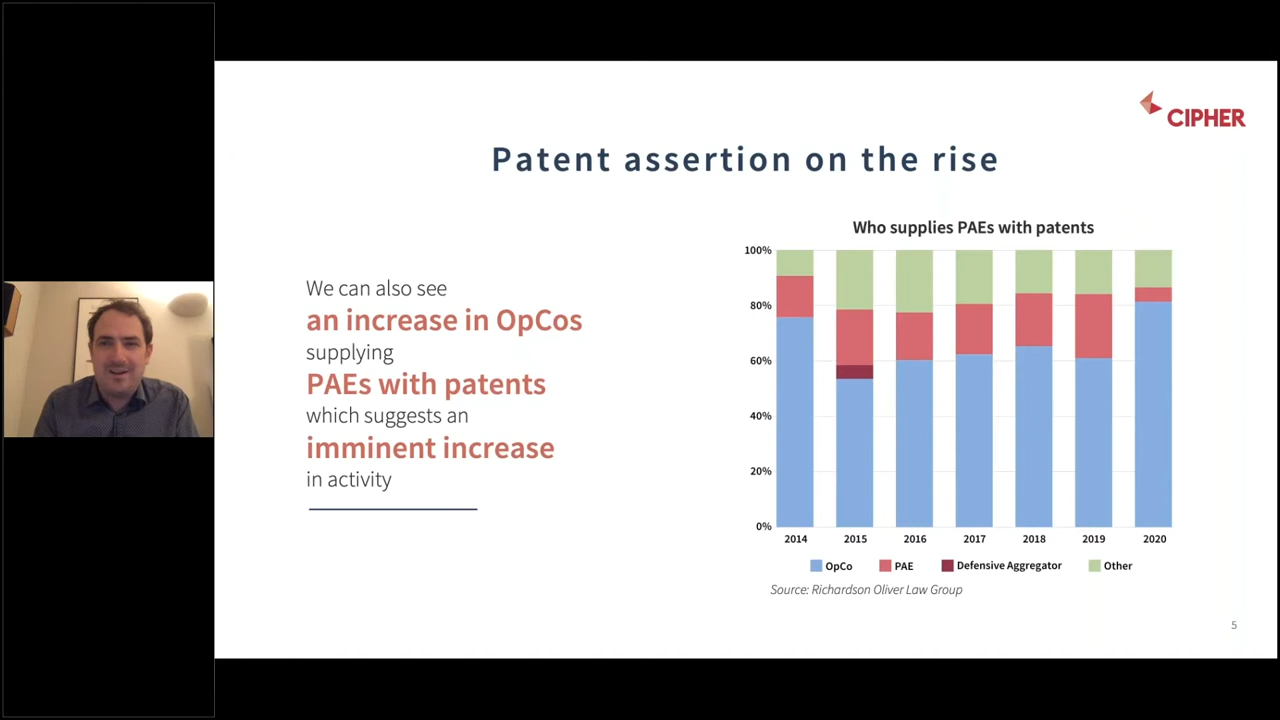 CIPHER
Patent assertion on the rise
We can also see
an increase in OpCos
supplying
PAEs with patents
which suggests an
imminent increase
in activity
Who supplies PAEs with patents
100%
80%
60%
40%
20%
0%
2014 2015 2016 2017 2018 2019 2020
OpCo PAE Defensive Aggregator Other
Source: Richardson Oliver Law Group
5